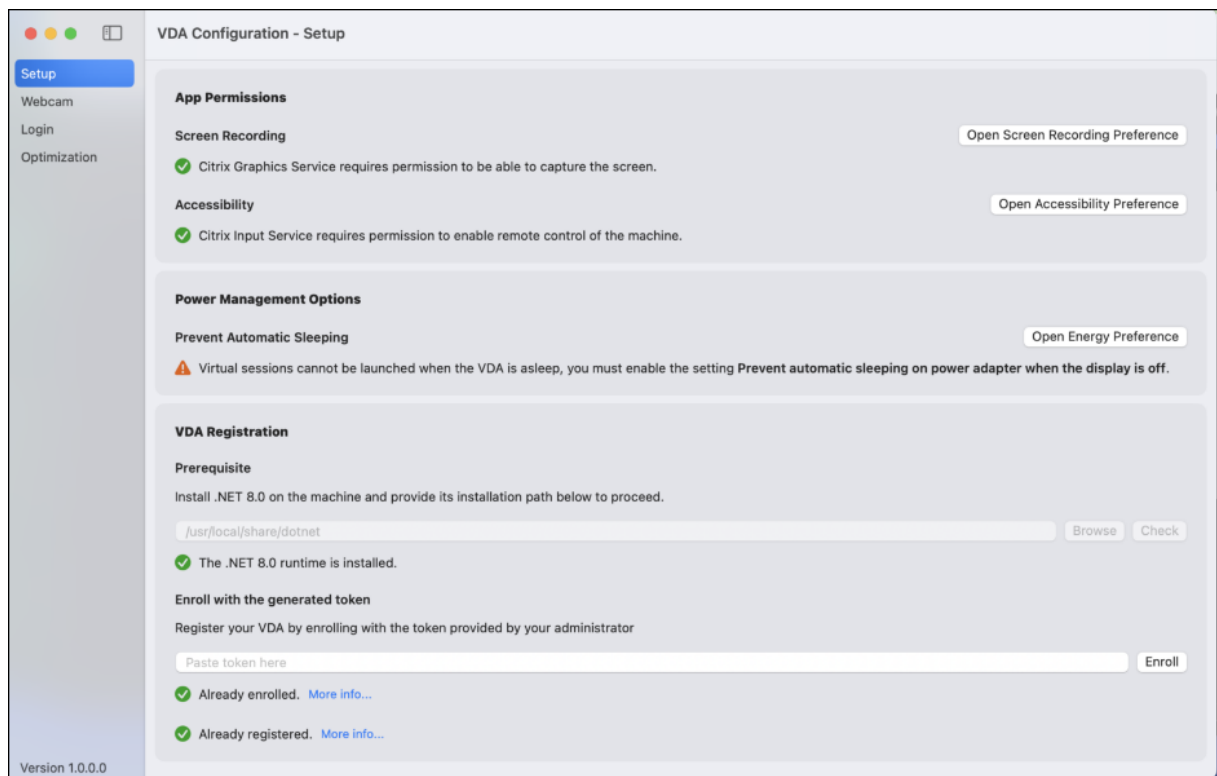 VDA Configuration - Setup
Setup
Webcam
Login
Optimization
App Permissions
Screen Recording
Open Screen Recording Preference
Citrix Graphics Service requires permission to be able to capture the screen.
Accessibility
Open Accessibility Preference
Citrix Input Service requires permission to enable remote control of the machine.
Power Management Options
Prevent Automatic Sleeping
Open Energy Preference
Virtual sessions cannot be launched when the VDA is asleep, you must enable the setting Prevent automatic sleeping on power adapter when the display is off.
VDA Registration
Prerequisite
Install .NET 8.0 on the machine and provide its installation path below to proceed.
/usr/local/share/dotnet
Browse
Check
The .NET 8.0 runtime is installed.
Enroll with the generated token
Register your VDA by enrolling with the token provided by your administrator
Paste token here
Enroll
Already enrolled. More info...
Already registered. More info...
Version 1.0.0.0